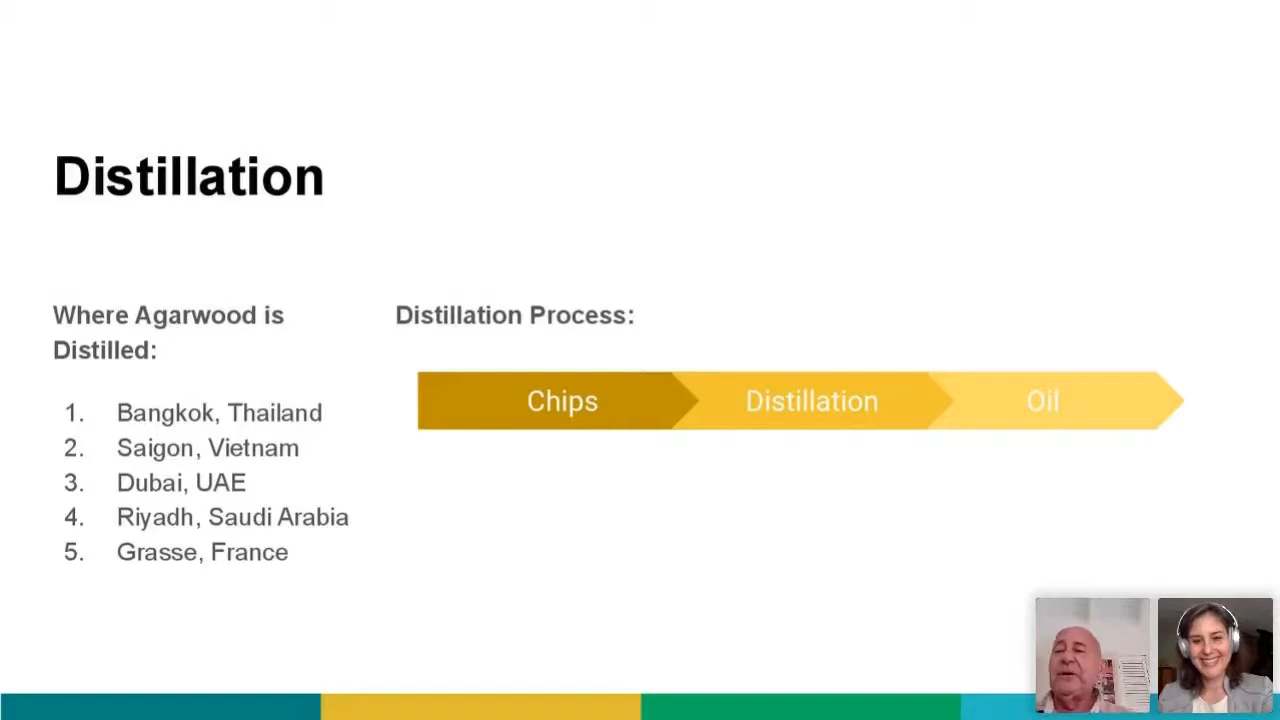 Distillation
Where Agarwood is
Distilled:
1. Bangkok, Thailand
2. Saigon, Vietnam
3. Dubai, UAE
4. Riyadh, Saudi Arabia
5. Grasse, France
Distillation Process:
Chips
Distillation
Oil